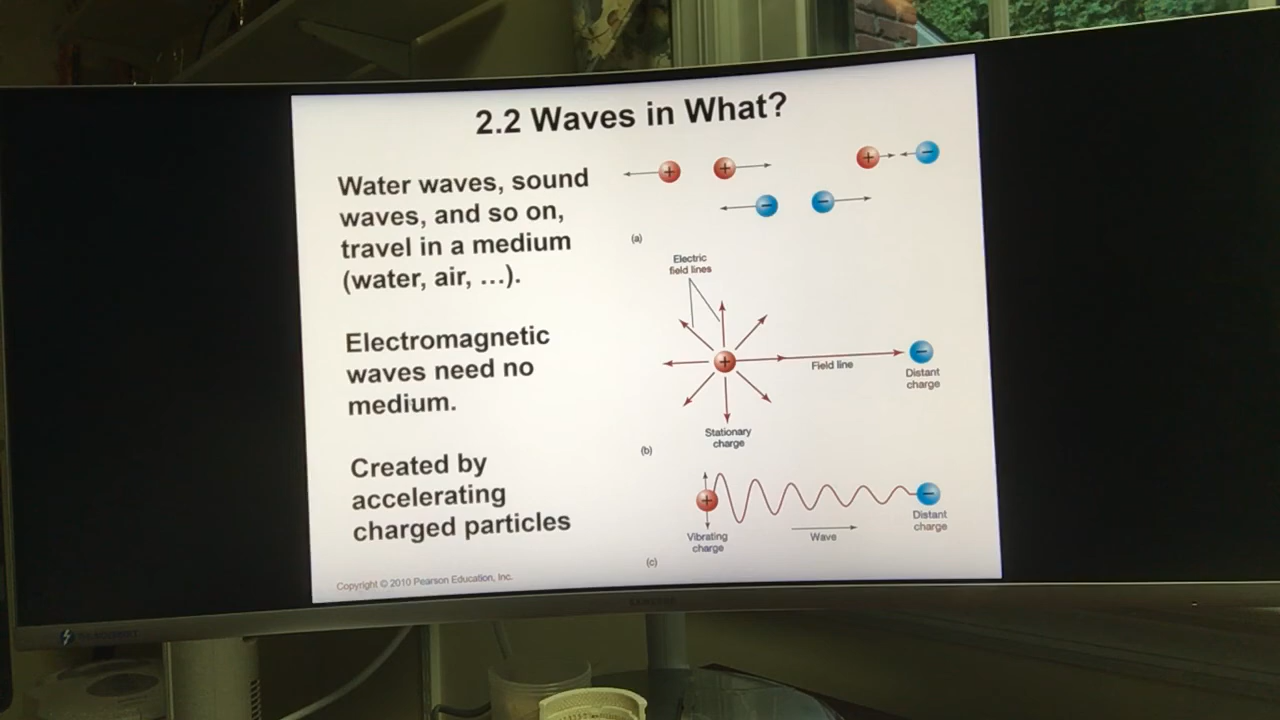 2.2 Waves in What?
Water waves, sound
waves, and so on,
travel in a medium
(water, air, ...).
Electromagnetic
waves need no
medium.
Created by
accelerating
charged particles
+
+
+
−
−
−
(a)
Electric
field lines
+
Field line
−
Distant
charge
Stationary
charge
(b)
+
−
Vibrating
charge
Wave
Distant
charge
(c)
Copyright © 2010 Pearson Education, Inc.
SAMSUNG